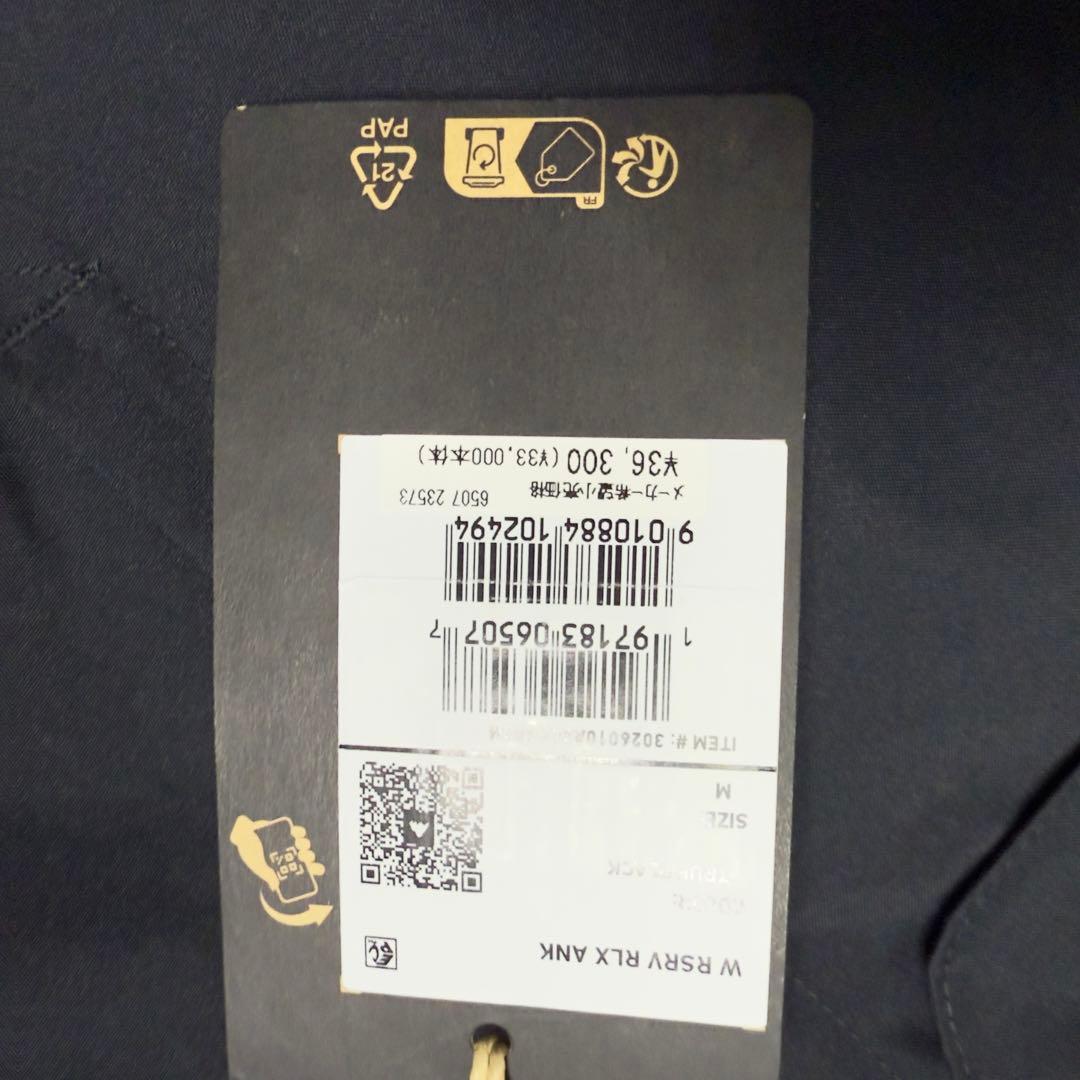 W RSRV RLX ANK
BLACK
SIZE:
M
ITEM #:
1 97183 06507 7
9 010884 102494
メーカー希望小売価格 6507 23573
¥36,300 (¥33,000本体)
FR
21
PAP